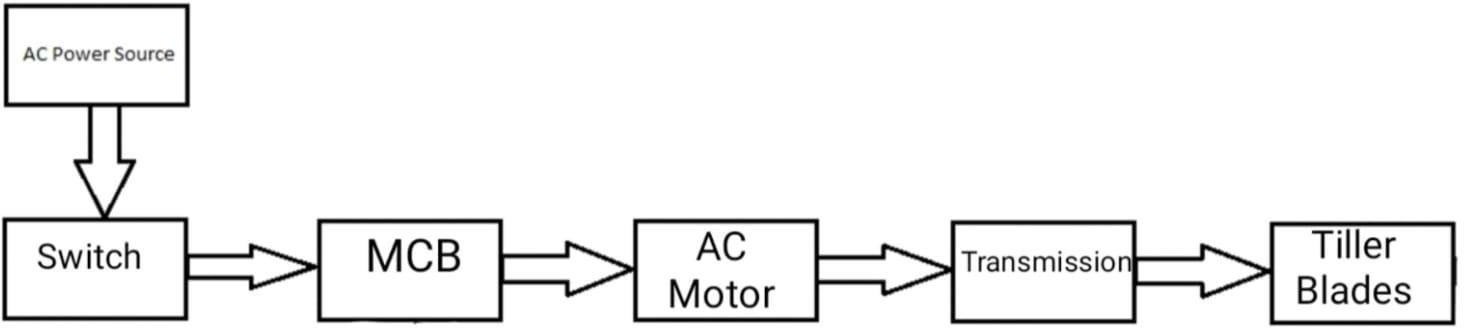 AC Power Source
Switch
MCB
AC
Motor
Transmission
Tiller
Blades